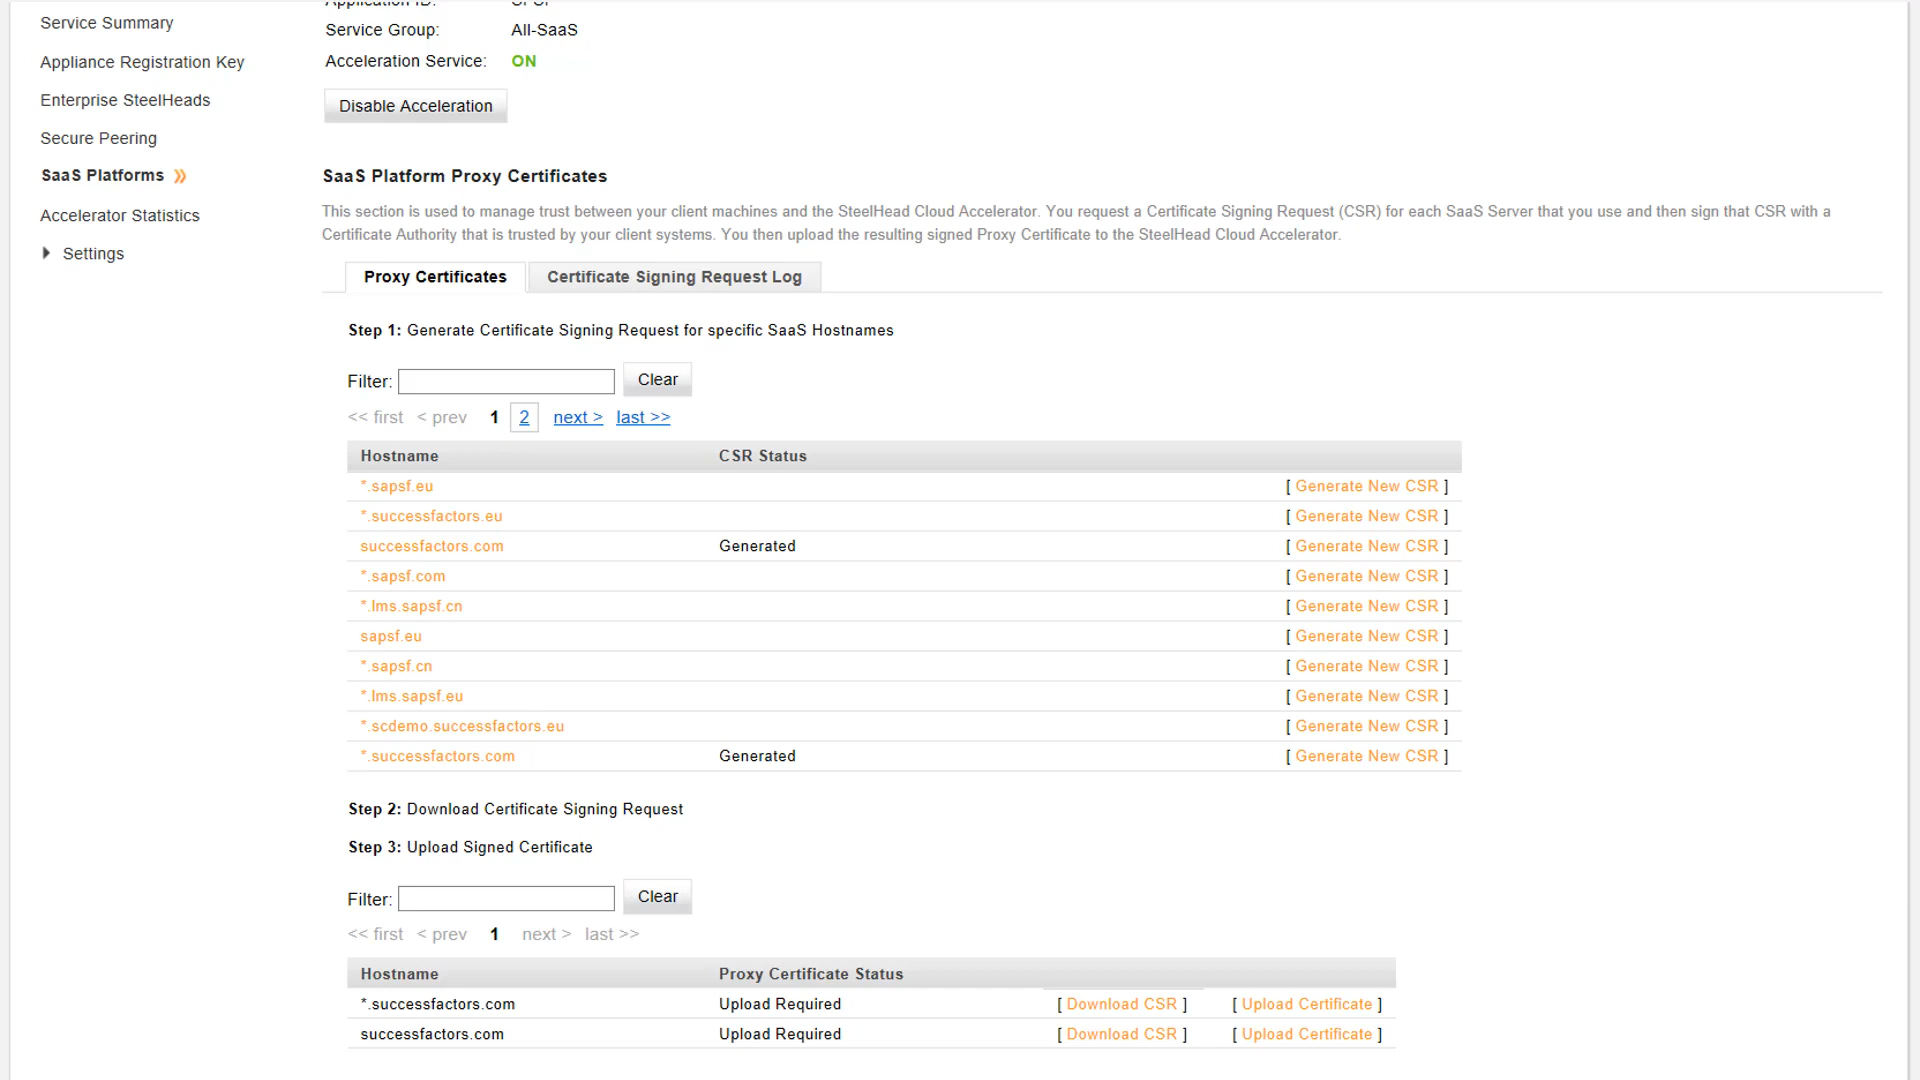 Service Summary
Appliance Registration Key
Enterprise SteelHeads
Secure Peering
SaaS Platforms »
Accelerator Statistics
Settings
Service Group: All-SaaS
Acceleration Service: ON
Disable Acceleration
SaaS Platform Proxy Certificates
This section is used to manage trust between your client machines and the SteelHead Cloud Accelerator. You request a Certificate Signing Request (CSR) for each SaaS Server that you use and then sign that CSR with a
Certificate Authority that is trusted by your client systems. You then upload the resulting signed Proxy Certificate to the SteelHead Cloud Accelerator.
Proxy Certificates Certificate Signing Request Log
Step 1: Generate Certificate Signing Request for specific SaaS Hostnames
Filter: Clear
<< first < prev 1 2 next > last >>
Hostname CSR Status
*.sapsf.eu [ Generate New CSR ]
*.successfactors.eu [ Generate New CSR ]
successfactors.com Generated [ Generate New CSR ]
*.sapsf.com [ Generate New CSR ]
*.lms.sapsf.cn [ Generate New CSR ]
sapsf.eu [ Generate New CSR ]
*.sapsf.cn [ Generate New CSR ]
*.lms.sapsf.eu [ Generate New CSR ]
*.scdemo.successfactors.eu [ Generate New CSR ]
*.successfactors.com Generated [ Generate New CSR ]
Step 2: Download Certificate Signing Request
Step 3: Upload Signed Certificate
Filter: Clear
<< first < prev 1 next > last >>
Hostname Proxy Certificate Status
*.successfactors.com Upload Required [ Download CSR ] [ Upload Certificate ]
successfactors.com Upload Required [ Download CSR ] [ Upload Certificate ]